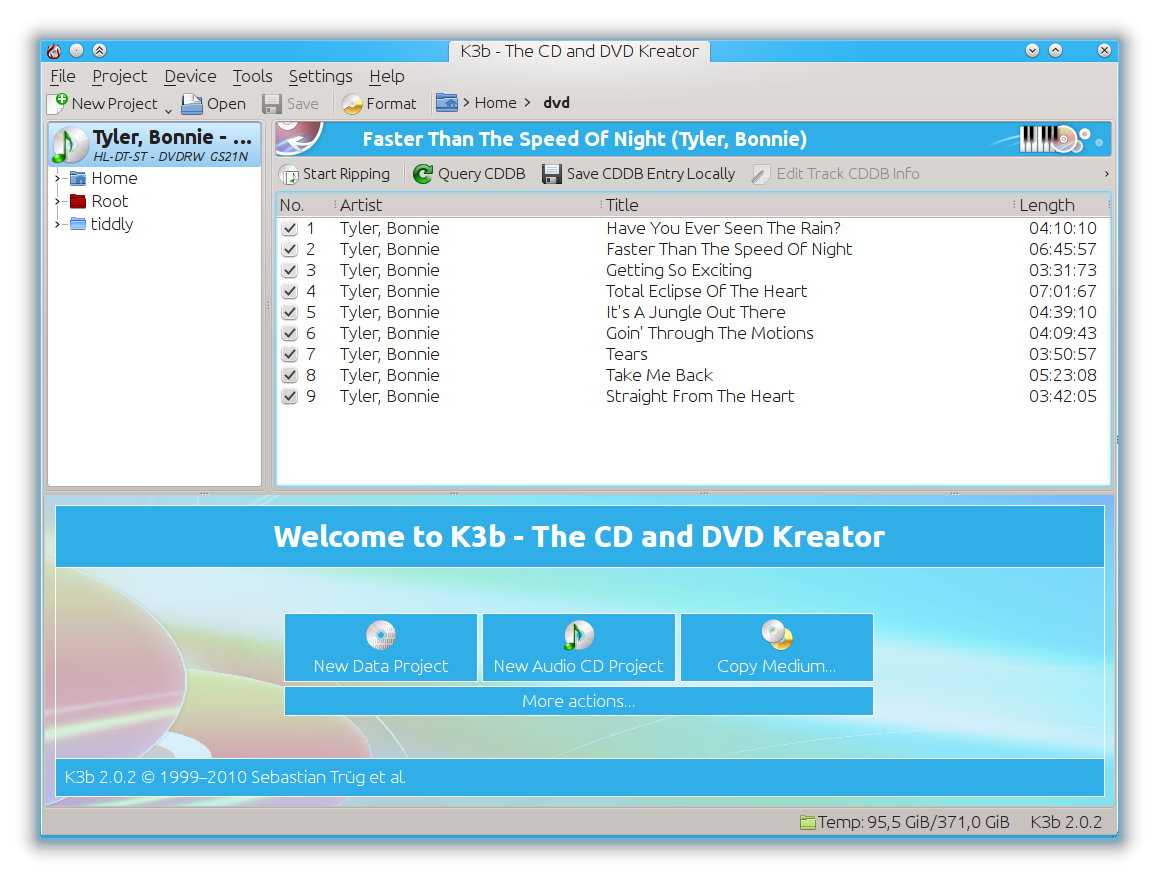 K3b - The CD and DVD Kreator
File Project Device Tools Settings Help
New Project Open Save Format > Home > dvd
Tyler, Bonnie - ...
HL-DT-ST - DVDRW GS21N
Home
Root
tiddly
Faster Than The Speed Of Night (Tyler, Bonnie)
Start Ripping Query CDDB Save CDDB Entry Locally Edit Track CDDB Info
No. Artist Title Length
1 Tyler, Bonnie Have You Ever Seen The Rain? 04:10:10
2 Tyler, Bonnie Faster Than The Speed Of Night 06:45:57
3 Tyler, Bonnie Getting So Exciting 03:31:73
4 Tyler, Bonnie Total Eclipse Of The Heart 07:01:67
5 Tyler, Bonnie It's A Jungle Out There 04:39:10
6 Tyler, Bonnie Goin' Through The Motions 04:09:43
7 Tyler, Bonnie Tears 03:50:57
8 Tyler, Bonnie Take Me Back 05:23:08
9 Tyler, Bonnie Straight From The Heart 03:42:05
Welcome to K3b - The CD and DVD Kreator
New Data Project New Audio CD Project Copy Medium...
More actions...
K3b 2.0.2 © 1999–2010 Sebastian Trüg et al.
Temp: 95,5 GiB/371,0 GiB K3b 2.0.2